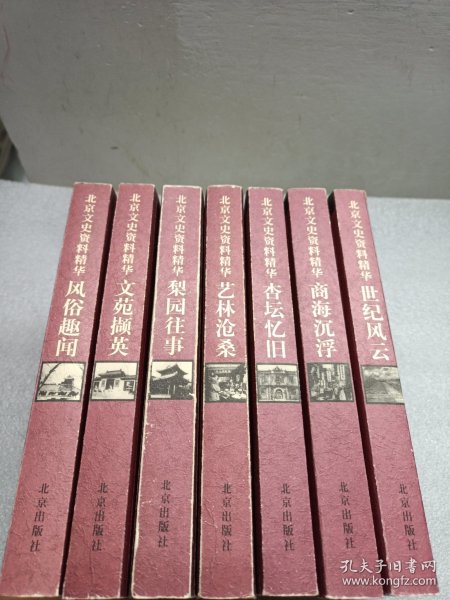 北京文史资料精华 风俗趣闻
北京出版社
北京文史资料精华 文苑撷英
北京出版社
北京文史资料精华 梨园往事
北京出版社
北京文史资料精华 艺林沧桑
北京出版社
北京文史资料精华 杏坛忆旧
北京出版社
北京文史资料精华 商海沉浮
北京出版社
北京文史资料精华 世纪风云
北京出版社
孔夫子旧书网